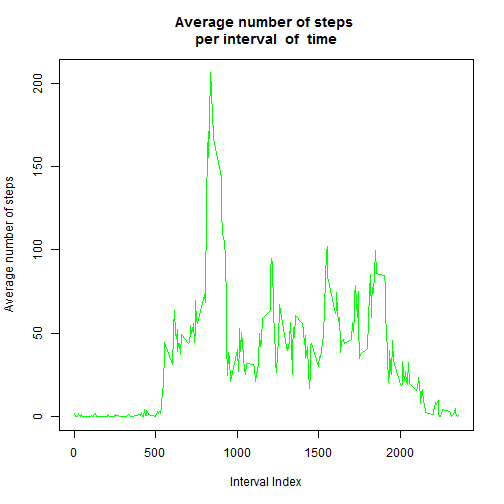 Average number of steps
per interval  of  time
Average number of steps
200
150
100
50
0
0
500
1000
1500
2000
Interval Index